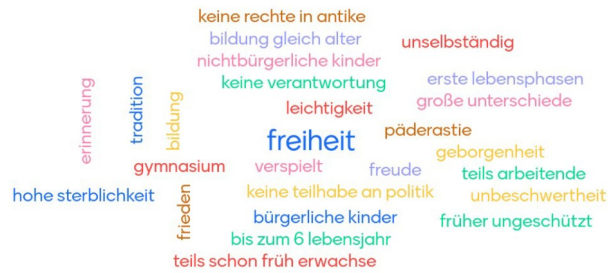 keine rechte in antike
bildung gleich alter
unselbständig
nichtbürgerliche kinder
keine verantwortung
erste lebensphasen
große unterschiede
leichtigkeit
erinnerung
tradition
bildung
freiheit
päderastie
geborgenheit
gymnasium
verspielt
freude
teils arbeitende
hohe sterblichkeit
frieden
keine teilhabe an politik
unbeschwertheit
bürgerliche kinder
früher ungeschützt
bis zum 6 lebensjahr
teils schon früh erwachse